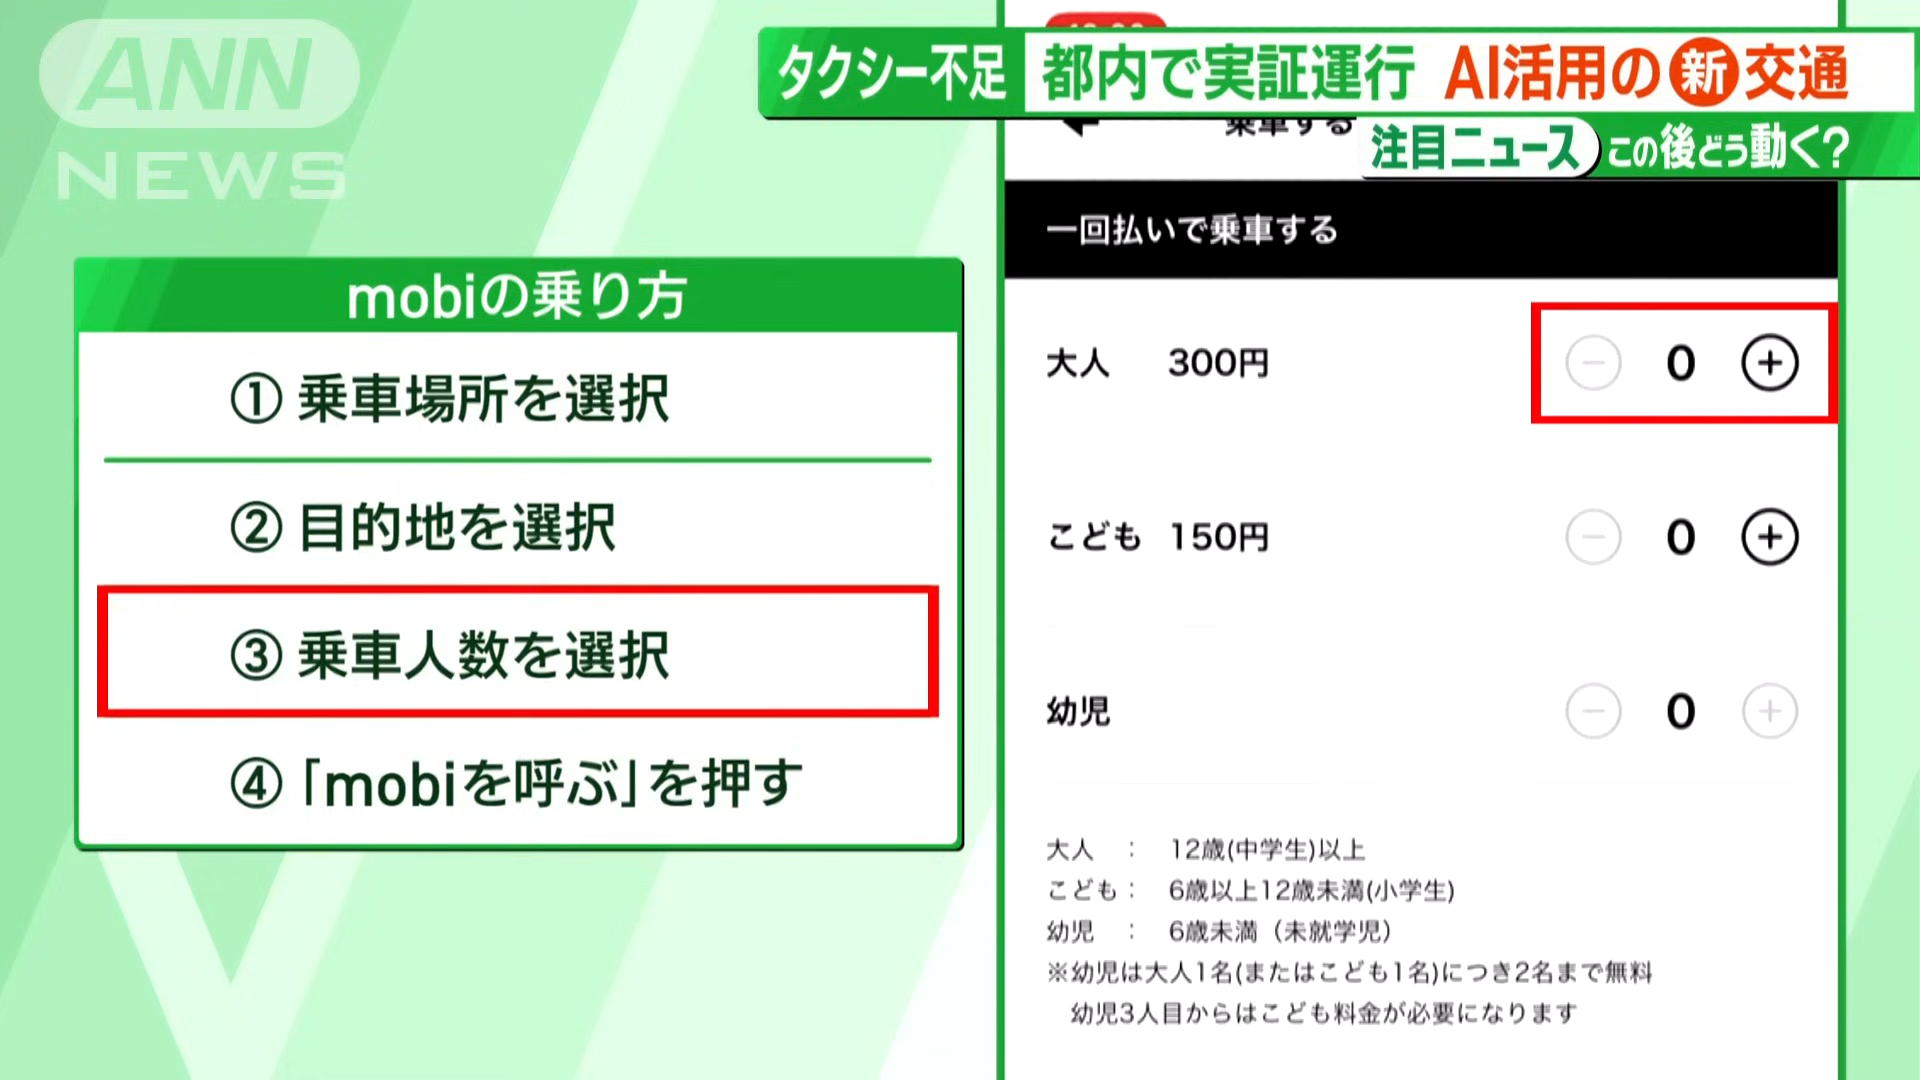 ANN
NEWS
タクシー不足 都内で実証運行 AI活用の新交通
注目ニュース この後どう動く?
mobiの乗り方
① 乗車場所を選択
② 目的地を選択
③ 乗車人数を選択
④ 「mobiを呼ぶ」を押す
乗車する
一回払いで乗車する
大人 300円 − 0 +
こども 150円 − 0 +
幼児 − 0 +
大人 : 12歳(中学生)以上
こども : 6歳以上12歳未満(小学生)
幼児 : 6歳未満(未就学児)
※幼児は大人1名(またはこども1名)につき2名まで無料
幼児3人目からはこども料金が必要になります